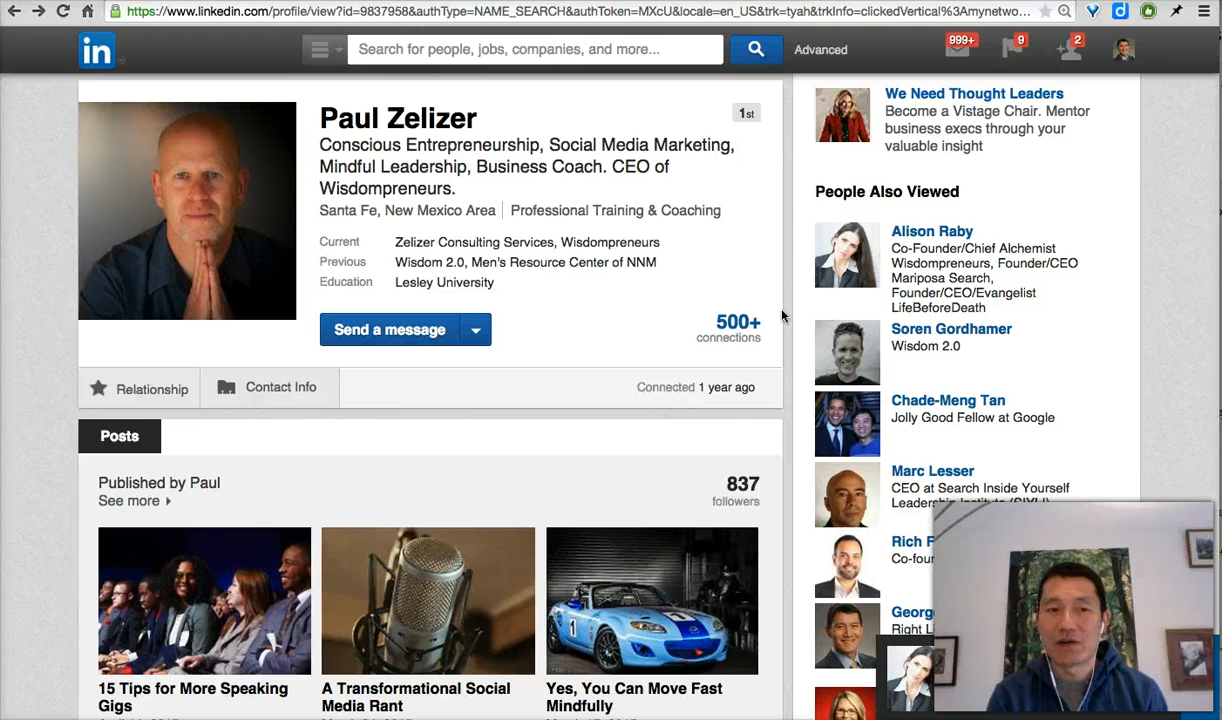 https://www.linkedin.com/profile/view?id=9837958&authType=NAME_SEARCH&authToken=MXcU&locale=en_US&trk=tyah&trkInfo=clickedVertical%3Amynetwo...
in
Search for people, jobs, companies, and more...
Advanced
999+
9
2
Paul Zelizer
1st
Conscious Entrepreneurship, Social Media Marketing,
Mindful Leadership, Business Coach. CEO of
Wisdompreneurs.
Santa Fe, New Mexico Area
Professional Training & Coaching
Current Zelizer Consulting Services, Wisdompreneurs
Previous Wisdom 2.0, Men's Resource Center of NNM
Education Lesley University
Send a message
500+
connections
Relationship
Contact Info
Connected 1 year ago
Posts
Published by Paul
See more
837
followers
1
1
15 Tips for More Speaking
Gigs
A Transformational Social
Media Rant
Yes, You Can Move Fast
Mindfully
We Need Thought Leaders
Become a Vistage Chair. Mentor
business execs through your
valuable insight
People Also Viewed
Alison Raby
Co-Founder/Chief Alchemist
Wisdompreneurs, Founder/CEO
Mariposa Search,
Founder/CEO/Evangelist
LifeBeforeDeath
Soren Gordhamer
Wisdom 2.0
Chade-Meng Tan
Jolly Good Fellow at Google
Marc Lesser
CEO at Search Inside Yourself
Rich F
Co-fou
Georg
Right L